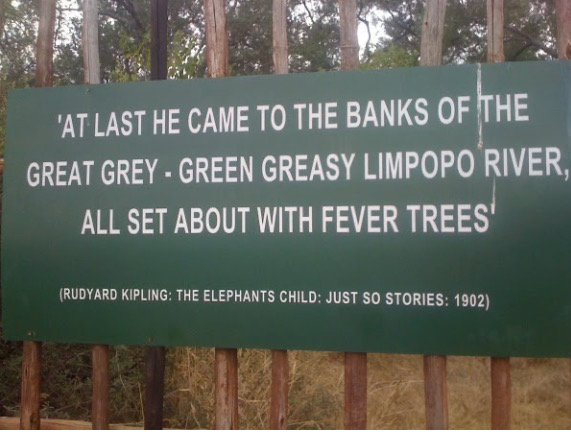 'AT LAST HE CAME TO THE BANKS OF THE
GREAT GREY - GREEN GREASY LIMPOPO RIVER,
ALL SET ABOUT WITH FEVER TREES'
(RUDYARD KIPLING: THE ELEPHANTS CHILD: JUST SO STORIES: 1902)